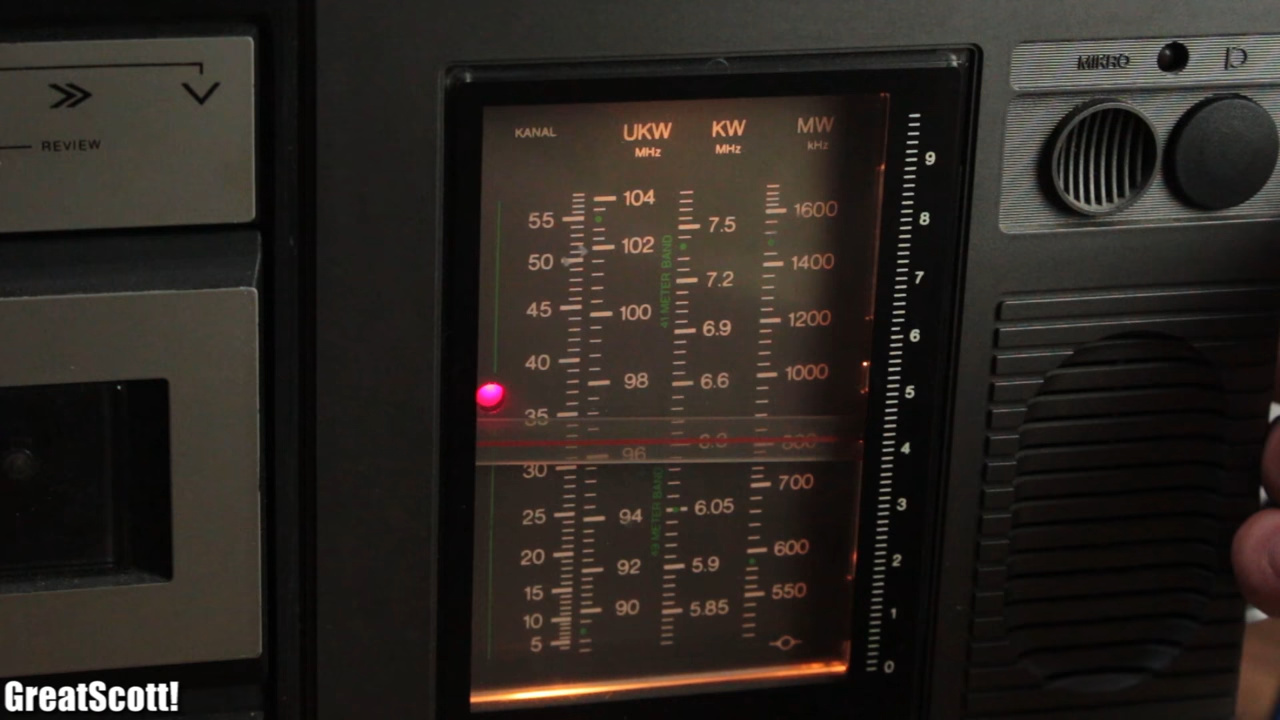 REVIEW
MIKRO
KANAL UKW KW MW
MHz MHz kHz
104
55 102 7.5 1600
50 7.2 1400
45 100 6.9 1200
40 98 6.6 1000
35
96 6.3 800
30 700
25 94 6.05
20 92 5.9 600
15 90 5.85 550
10
5
41 METER BAND
49 METER BAND
9
8
7
6
5
4
3
2
1
0
GreatScott!